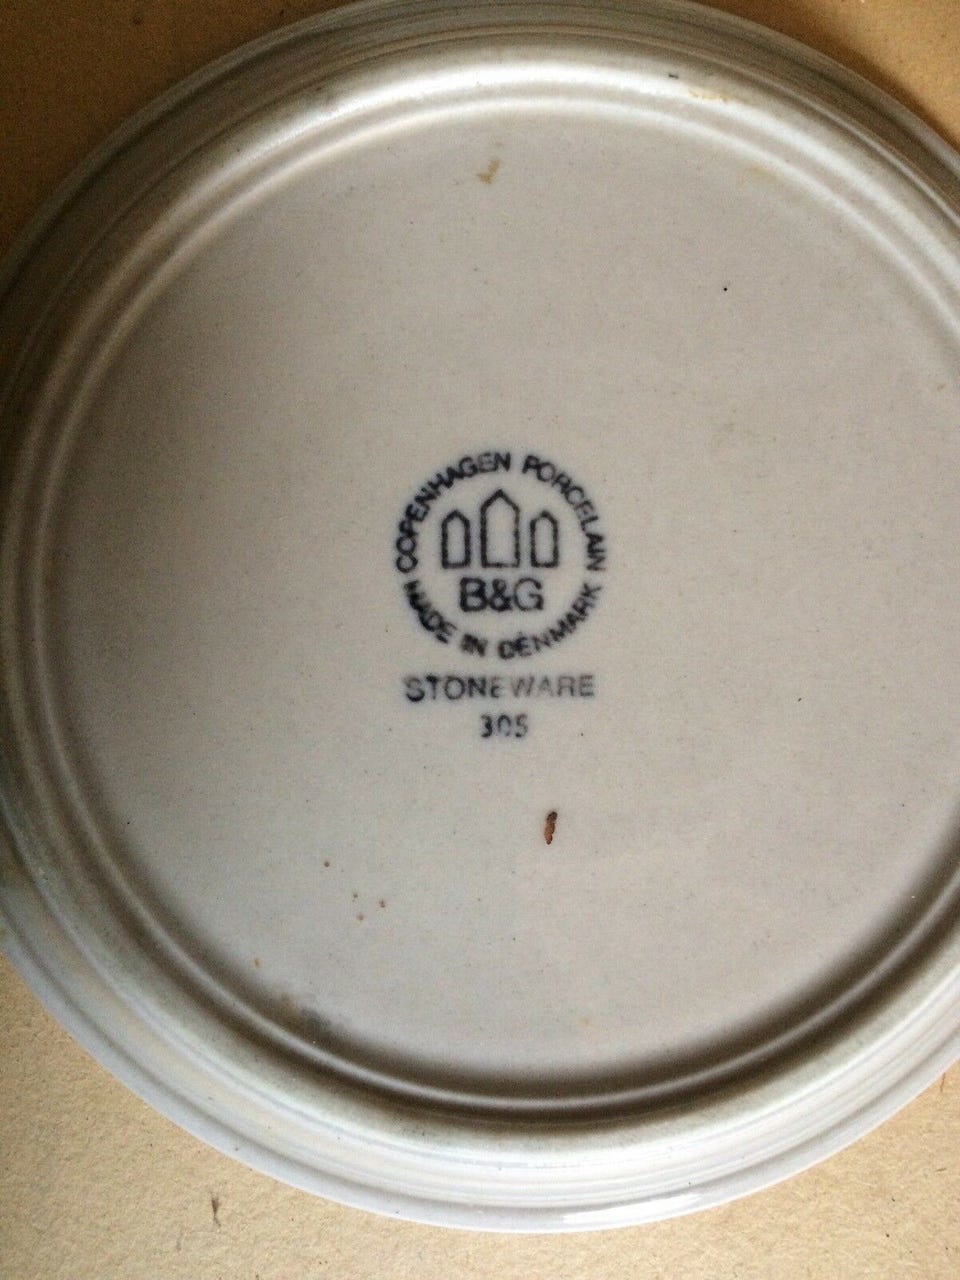 COPENHAGEN PORCELAIN
B&G
MADE IN DENMARK
STONEWARE
305